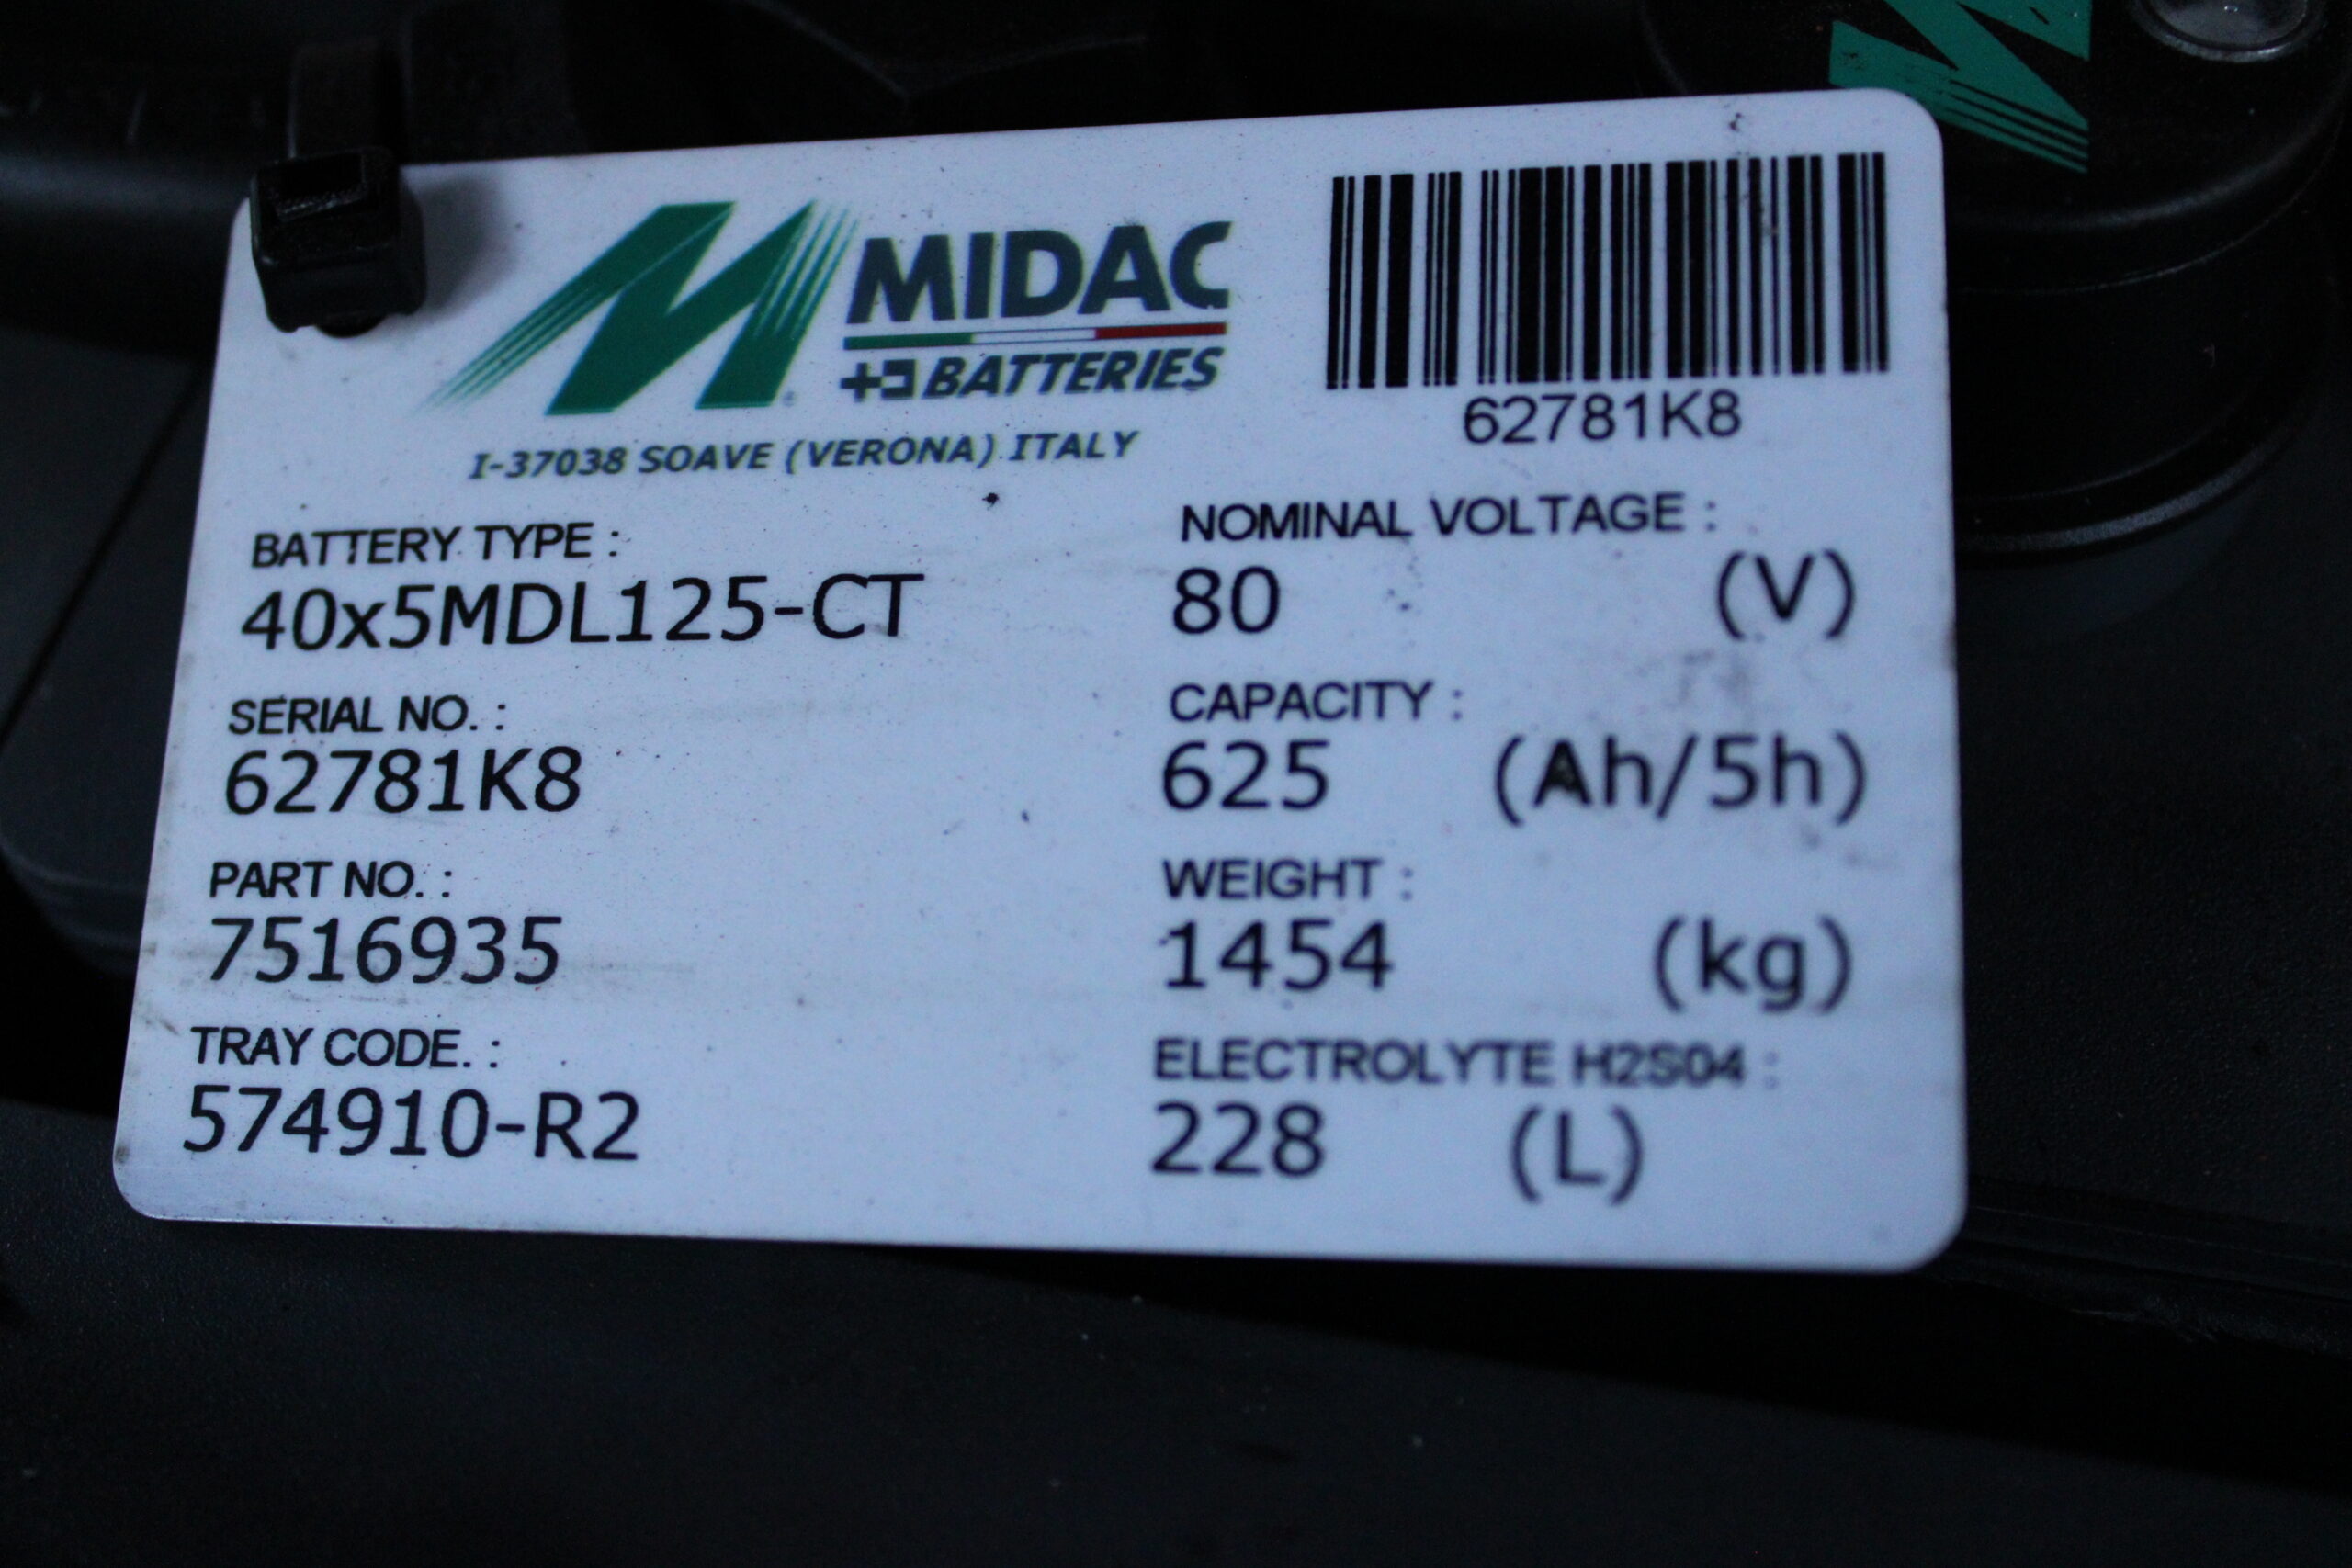 MIDAC
BATTERIES
I-37038 SOAVE (VERONA) ITALY
62781K8
BATTERY TYPE :
40x5MDL125-CT
SERIAL NO. :
62781K8
PART NO. :
7516935
TRAY CODE. :
574910-R2
NOMINAL VOLTAGE :
80 (V)
CAPACITY :
625 (Ah/5h)
WEIGHT :
1454 (kg)
ELECTROLYTE H2S04 :
228 (L)